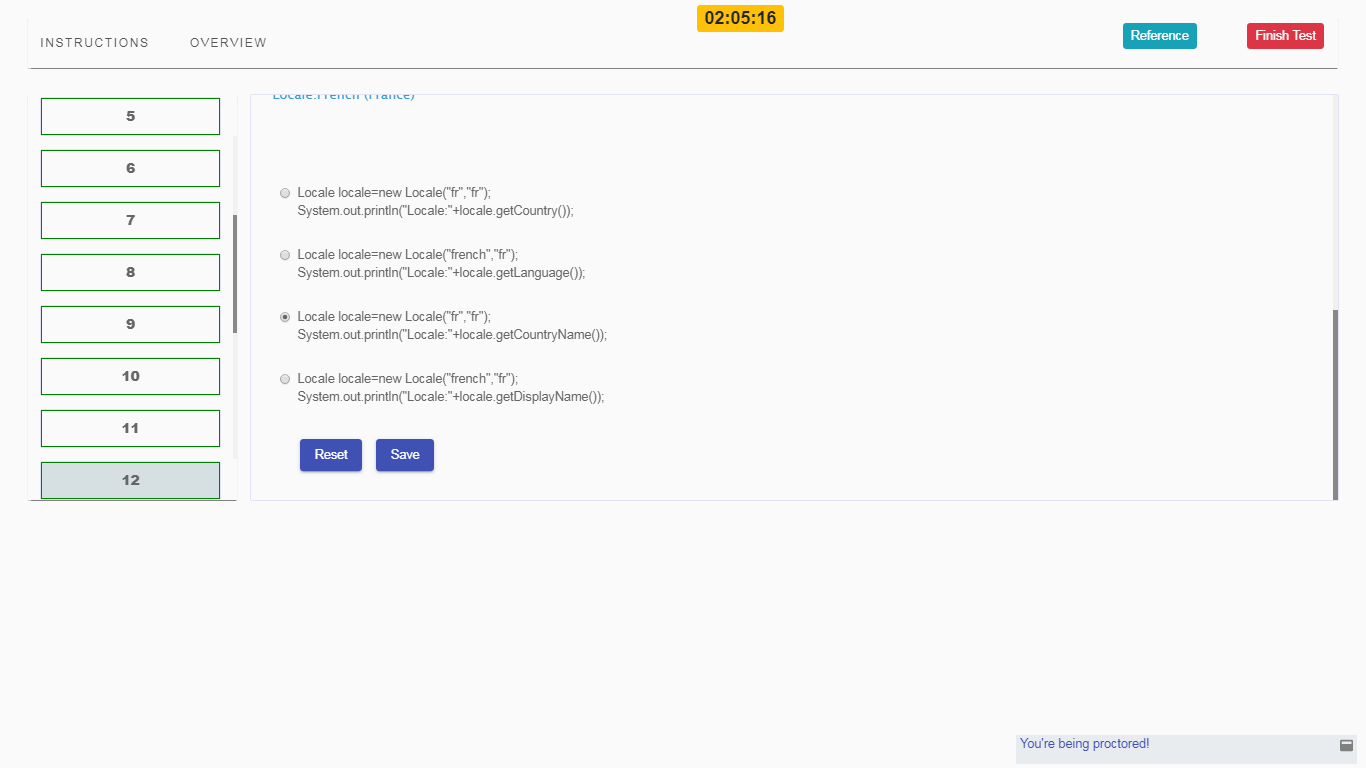 02:05:16
INSTRUCTIONS
OVERVIEW
Reference
Finish Test
5
6
7
8
9
10
11
12
Locale:French (France)
Locale locale=new Locale("fr","fr");
System.out.println("Locale:"+locale.getCountry());
Locale locale=new Locale("french","fr");
System.out.println("Locale:"+locale.getLanguage());
Locale locale=new Locale("fr","fr");
System.out.println("Locale:"+locale.getCountryName());
Locale locale=new Locale("french","fr");
System.out.println("Locale:"+locale.getDisplayName());
Reset
Save
You're being proctored!